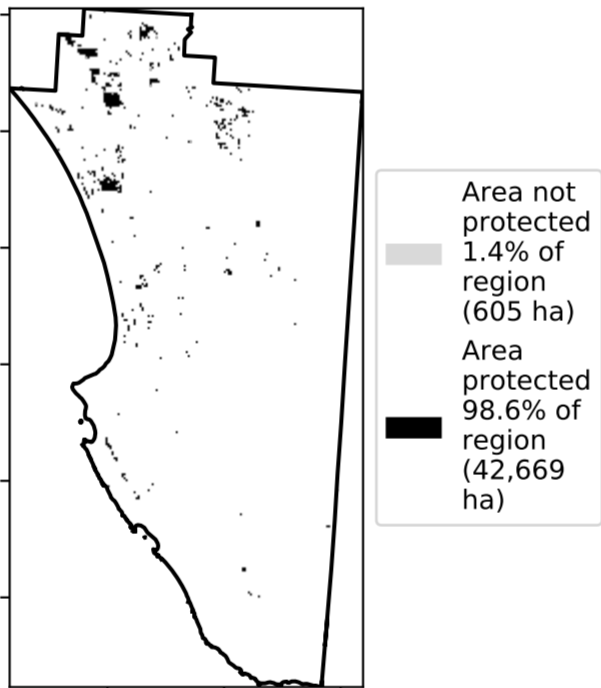 Area not
protected
1.4% of
region
(605 ha)
Area
protected
98.6% of
region
(42,669
ha)